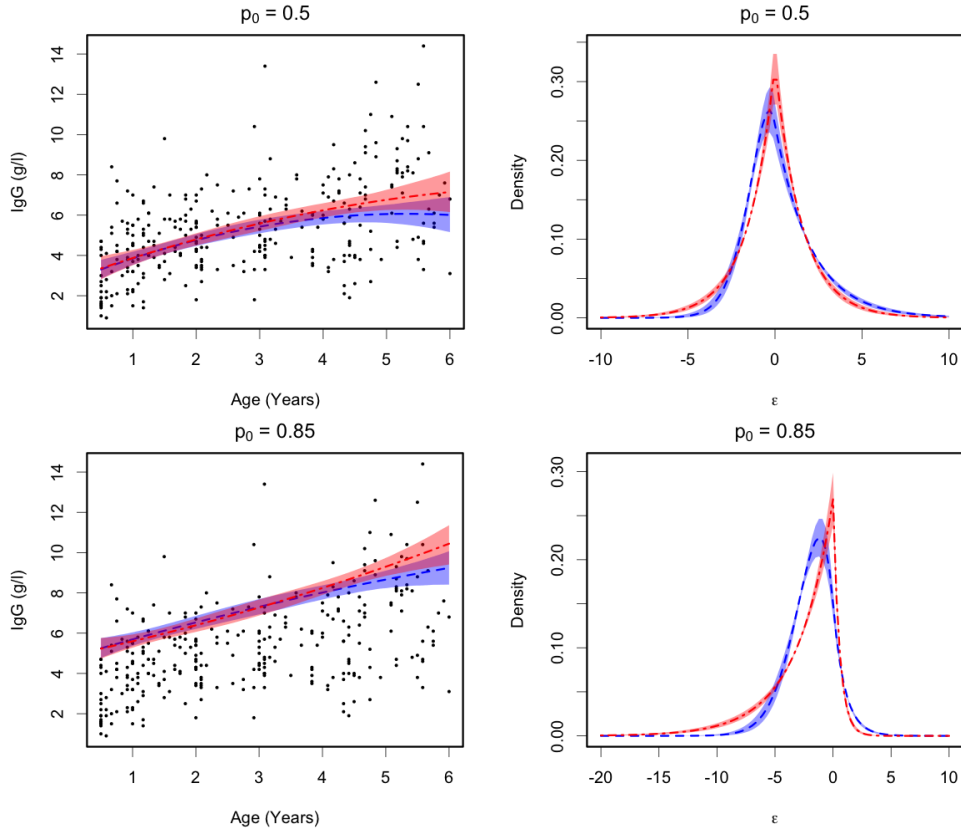 p₀ = 0.5
IgG (g/l)
14
12
10
8
6
4
2
1 2 3 4 5 6
Age (Years)
p₀ = 0.5
Density
0.30
0.20
0.10
0.00
-10 -5 0 5 10
ε
p₀ = 0.85
IgG (g/l)
14
12
10
8
6
4
2
1 2 3 4 5 6
Age (Years)
p₀ = 0.85
Density
0.30
0.20
0.10
0.00
-20 -15 -10 -5 0 5 10
ε